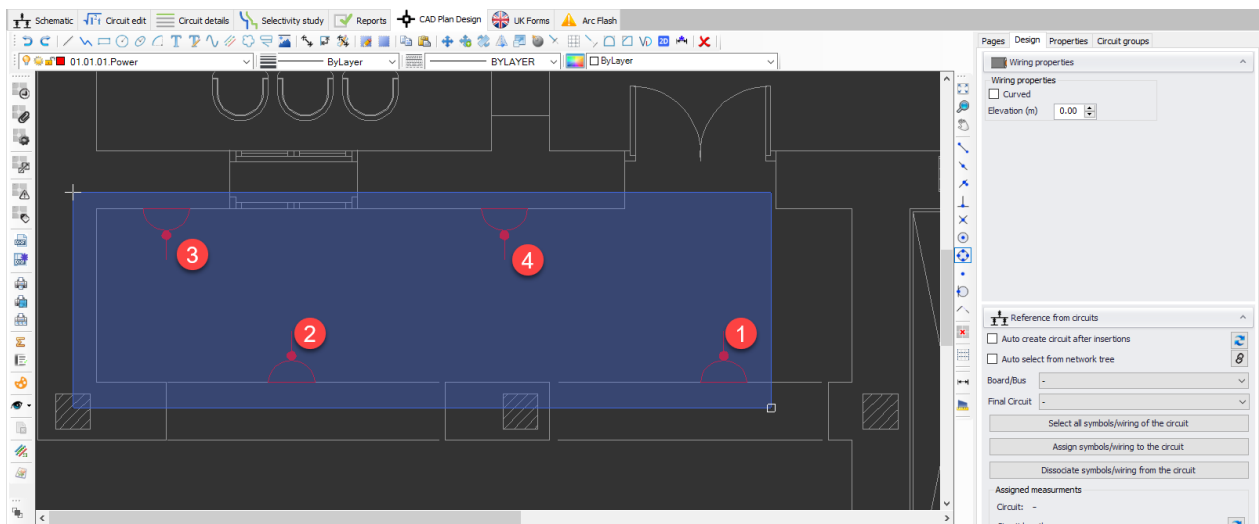 Schematic Circuit edit Circuit details Selectivity study Reports CAD Plan Design UK Forms Arc Flash
Pages Design Properties Circuit groups
01.01.01.Power ByLayer BYLAYER ByLayer
Wiring properties
Wiring properties
Curved
Elevation (m) 0.00
3
4
2
1
Reference from circuits
Auto create circuit after insertions
Auto select from network tree
Board/Bus -
Final Circuit -
Select all symbols/wiring of the circuit
Assign symbols/wiring to the circuit
Dissociate symbols/wiring from the circuit
Assigned measurments
Circuit: -